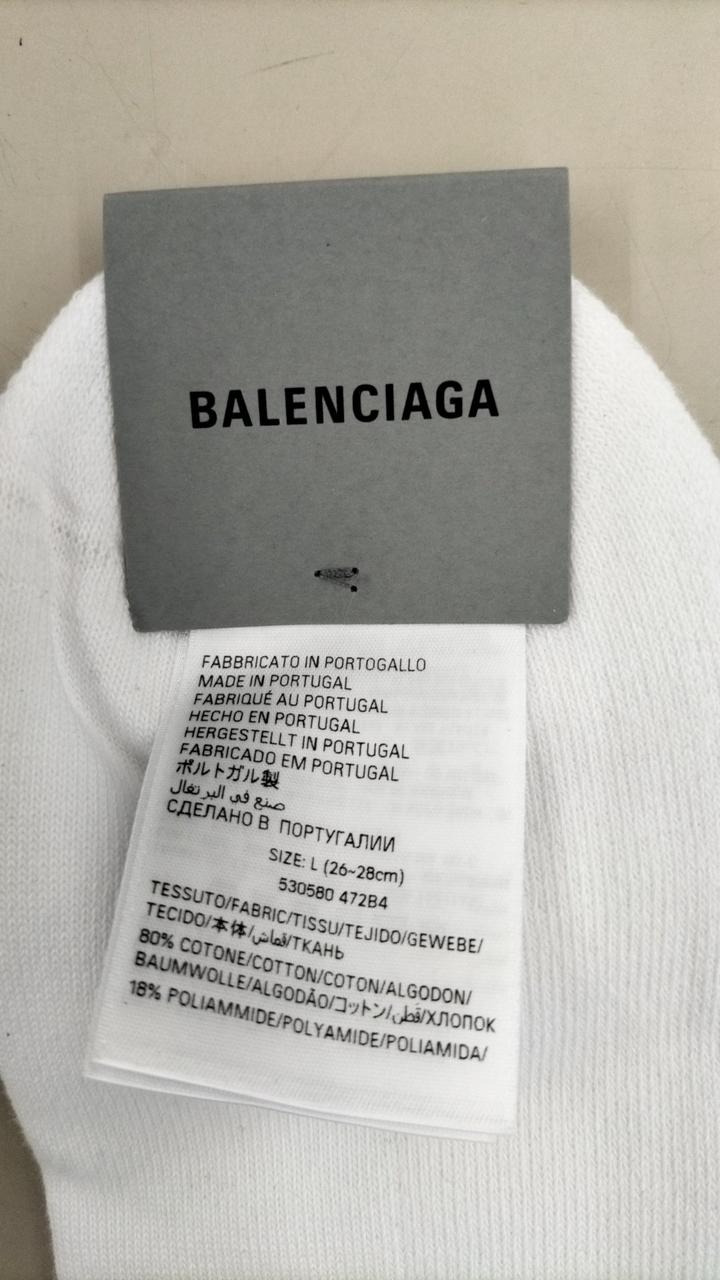 BALENCIAGA
FABBRICATO IN PORTOGALLO
MADE IN PORTUGAL
FABRIQUÉ AU PORTUGAL
HECHO EN PORTUGAL
HERGESTELLT IN PORTUGAL
FABRICADO EM PORTUGAL
ポルトガル製
صنع في البرتغال
СДЕЛАНО В ПОРТУГАЛИИ
SIZE: L (26~28cm)
530580 472B4
TESSUTO/FABRIC/TISSU/TEJIDO/GEWEBE/
TECIDO/本体/قماش/ТКАНЬ
80% COTONE/COTTON/COTON/ALGODON/
BAUMWOLLE/ALGODÃO/コットン/قطن/ХЛОПОК
18% POLIAMMIDE/POLYAMIDE/POLIAMIDA/